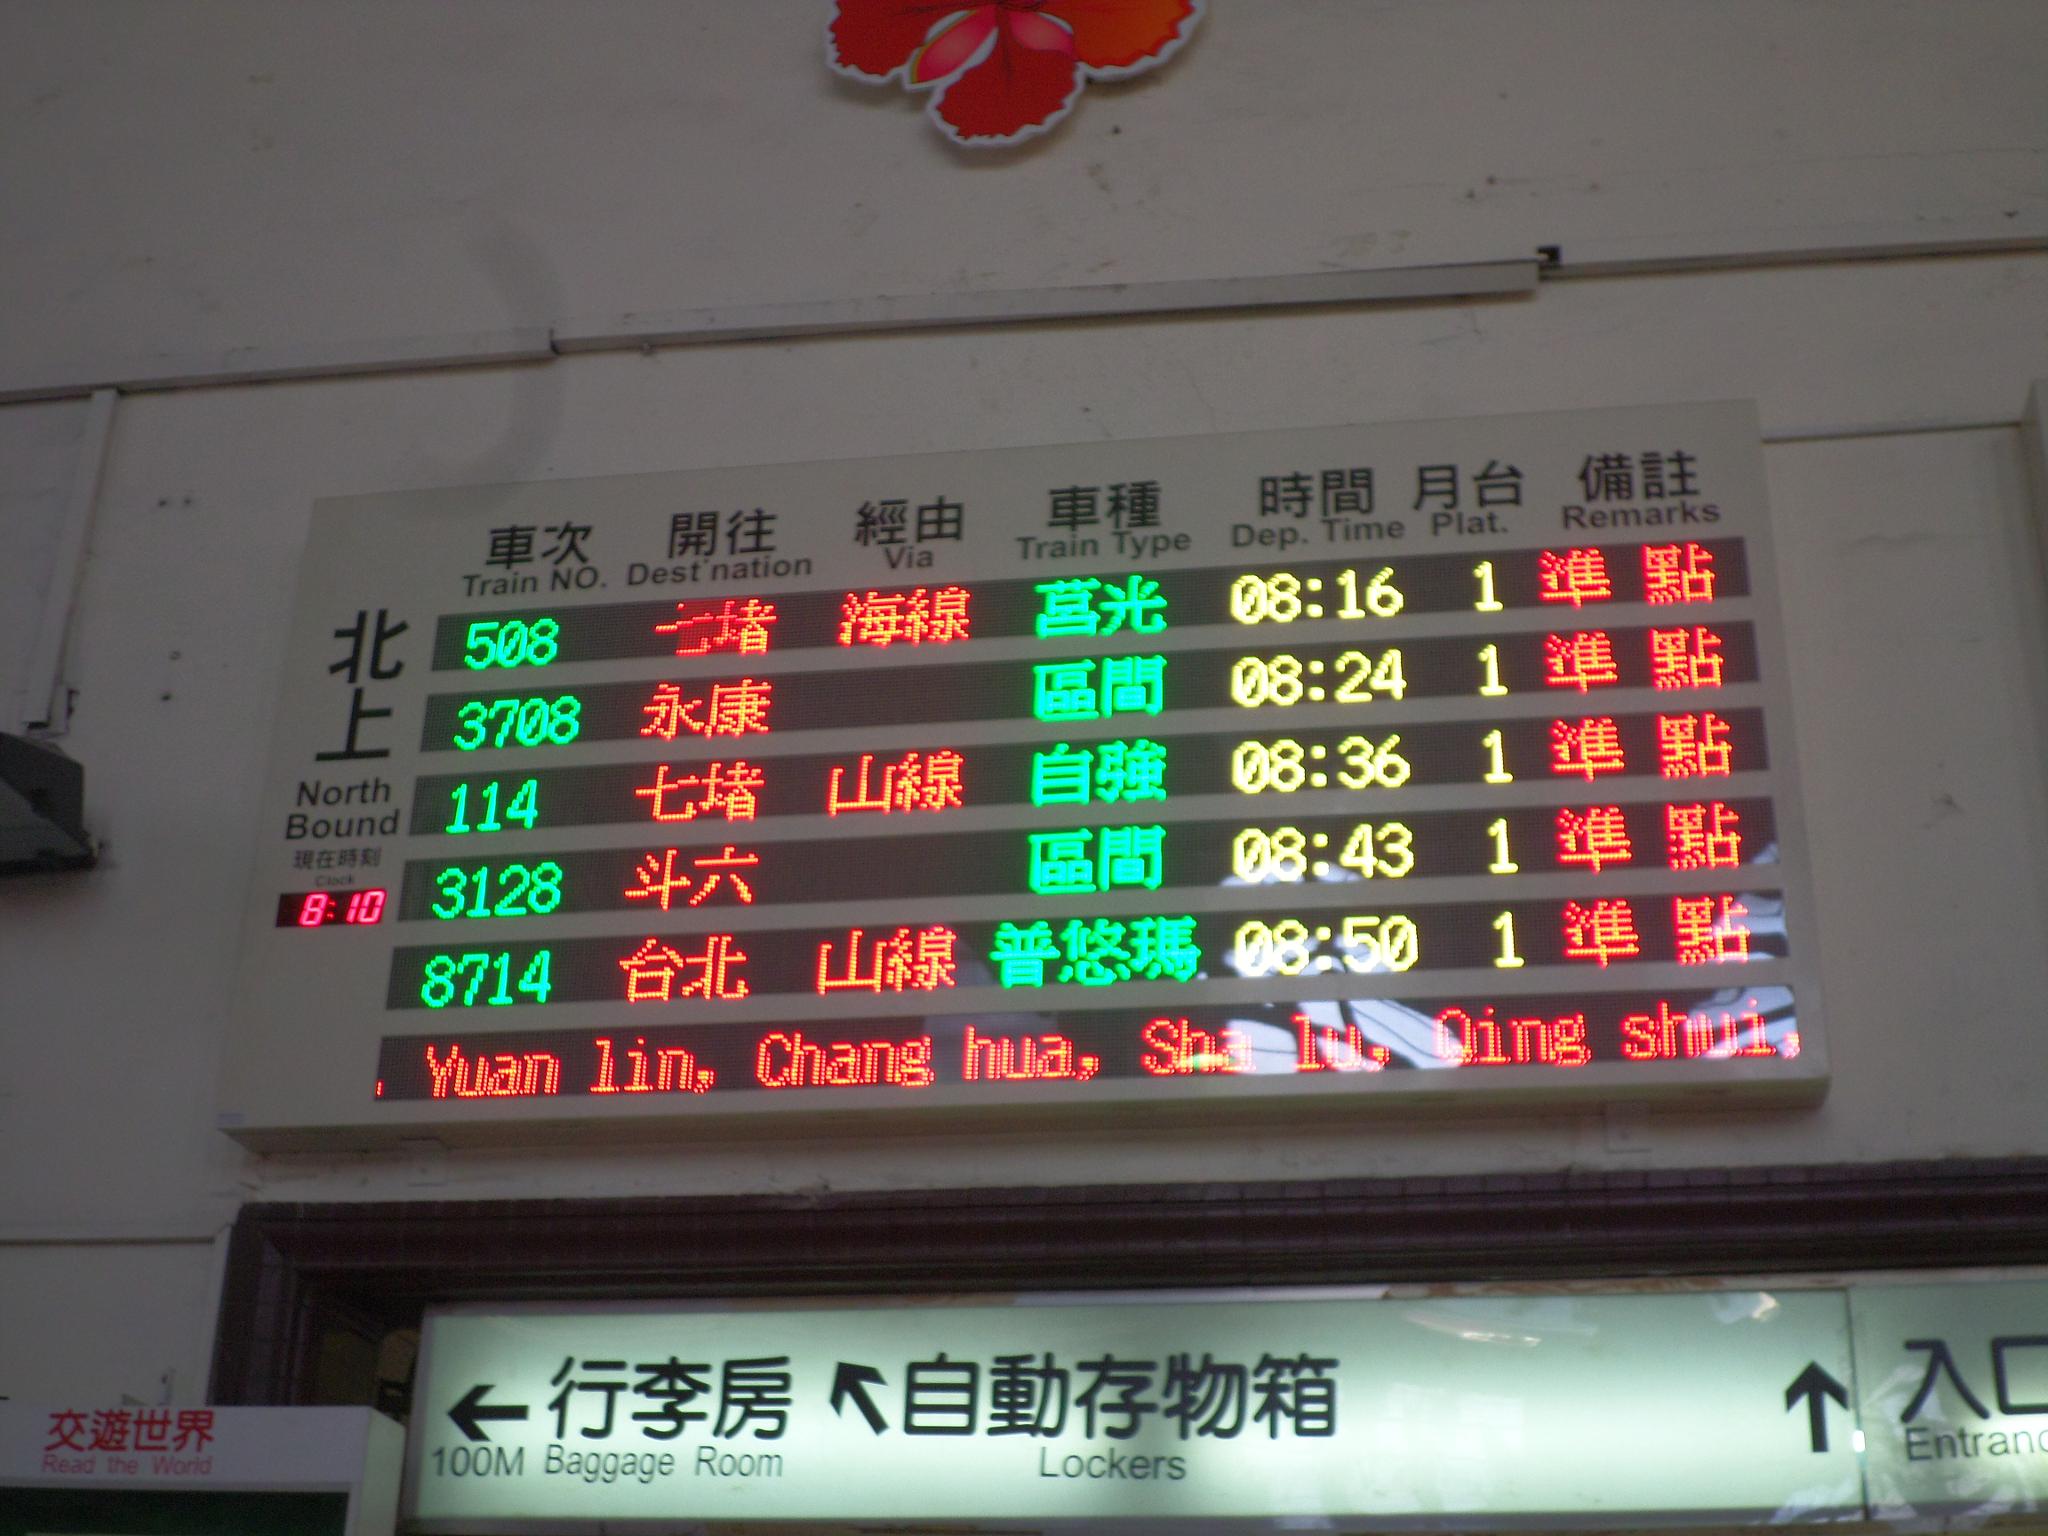 車次 開往 經由 車種 時間 月台 備註
Train NO. Dest nation Via Train Type Dep. Time Plat. Remarks
北上
North
Bound
現在時刻
Clock
8:10
508 七堵 海線 莒光 08:16 1 準點
3708 永康 區間 08:24 1 準點
114 七堵 山線 自強 08:36 1 準點
3128 斗六 區間 08:43 1 準點
8714 台北 山線 普悠瑪 08:50 1 準點
Yuan lin, Chang hua, Sha lu, Qing shui,
← 行李房 自動存物箱 ↑ 入口
100M Baggage Room Lockers Entranc
交遊世界
Read the World